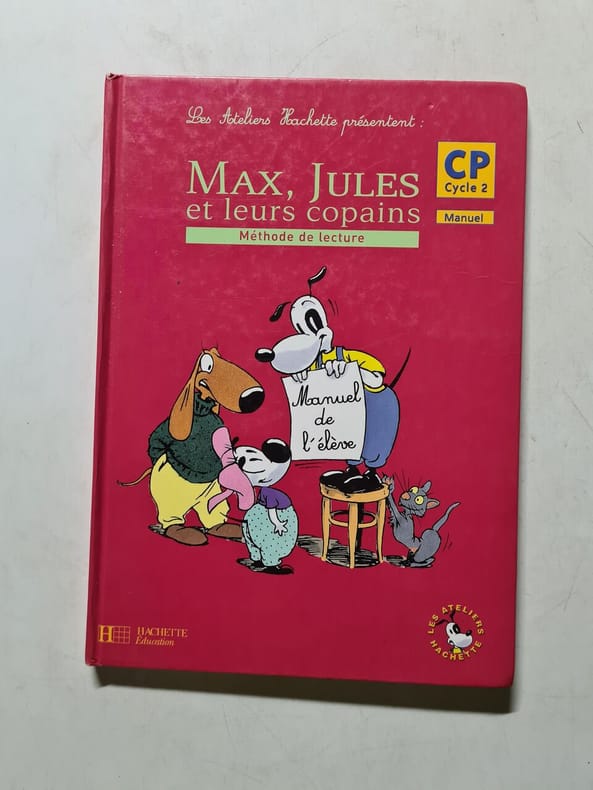 Les Ateliers Hachette présentent :
MAX, JULES
et leurs copains
Méthode de lecture
CP
Cycle 2
Manuel
Manuel
de
l'élève
H HACHETTE
Éducation
LES ATELIERS
HACHETTE